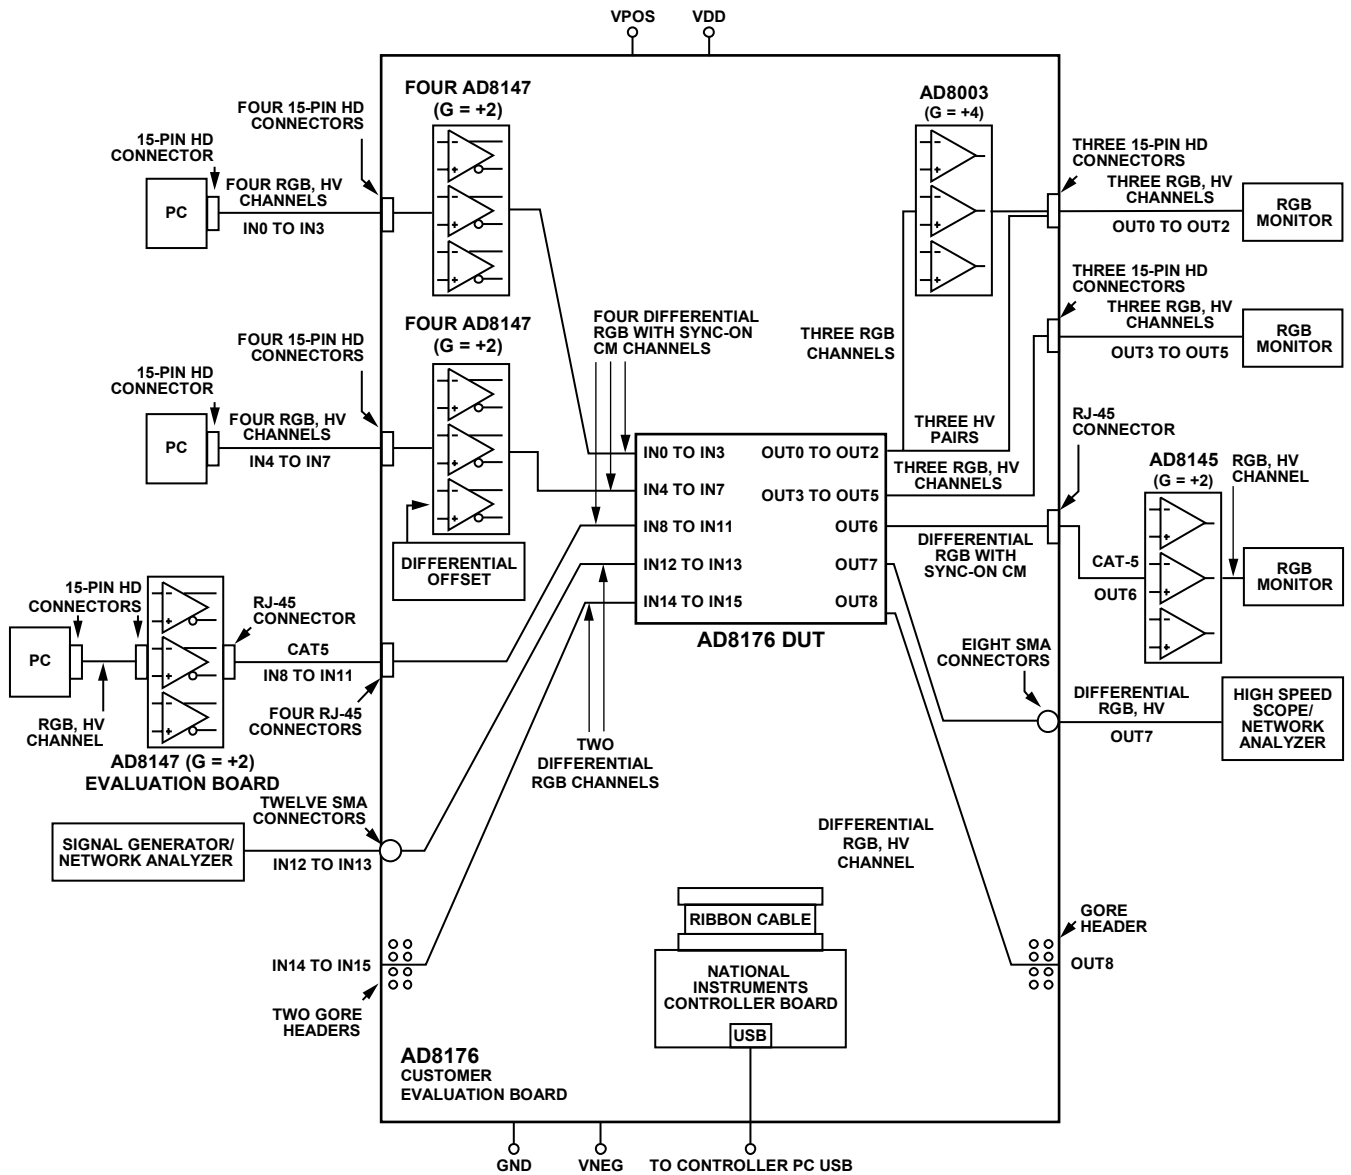 VPOS
VDD
FOUR AD8147
(G = +2)
FOUR 15-PIN HD
CONNECTORS
15-PIN HD
CONNECTOR
PC
FOUR RGB, HV
CHANNELS
IN0 TO IN3
AD8003
(G = +4)
THREE 15-PIN HD
CONNECTORS
THREE RGB, HV
CHANNELS
OUT0 TO OUT2
RGB
MONITOR
THREE 15-PIN HD
CONNECTORS
THREE RGB, HV
CHANNELS
OUT3 TO OUT5
RGB
MONITOR
FOUR AD8147
(G = +2)
FOUR 15-PIN HD
CONNECTORS
15-PIN HD
CONNECTOR
PC
FOUR RGB, HV
CHANNELS
IN4 TO IN7
FOUR DIFFERENTIAL
RGB WITH SYNC-ON
CM CHANNELS
THREE RGB
CHANNELS
THREE HV
PAIRS
THREE RGB, HV
CHANNELS
DIFFERENTIAL
OFFSET
IN0 TO IN3
IN4 TO IN7
IN8 TO IN11
IN12 TO IN13
IN14 TO IN15
OUT0 TO OUT2
OUT3 TO OUT5
OUT6
OUT7
OUT8
AD8176 DUT
DIFFERENTIAL
RGB WITH
SYNC-ON CM
RJ-45
CONNECTOR
CAT-5
OUT6
AD8145
(G = +2)
RGB, HV
CHANNEL
RGB
MONITOR
15-PIN HD
CONNECTORS
RJ-45
CONNECTOR
PC
CAT5
IN8 TO IN11
RGB, HV
CHANNEL
FOUR RJ-45
CONNECTORS
AD8147 (G = +2)
EVALUATION BOARD
TWO
DIFFERENTIAL
RGB CHANNELS
EIGHT SMA
CONNECTORS
DIFFERENTIAL
RGB, HV
OUT7
HIGH SPEED
SCOPE/
NETWORK
ANALYZER
TWELVE SMA
CONNECTORS
SIGNAL GENERATOR/
NETWORK ANALYZER
IN12 TO IN13
DIFFERENTIAL
RGB, HV
CHANNEL
IN14 TO IN15
TWO GORE
HEADERS
RIBBON CABLE
NATIONAL
INSTRUMENTS
CONTROLLER BOARD
USB
GORE
HEADER
OUT8
AD8176
CUSTOMER
EVALUATION BOARD
GND
VNEG
TO CONTROLLER PC USB